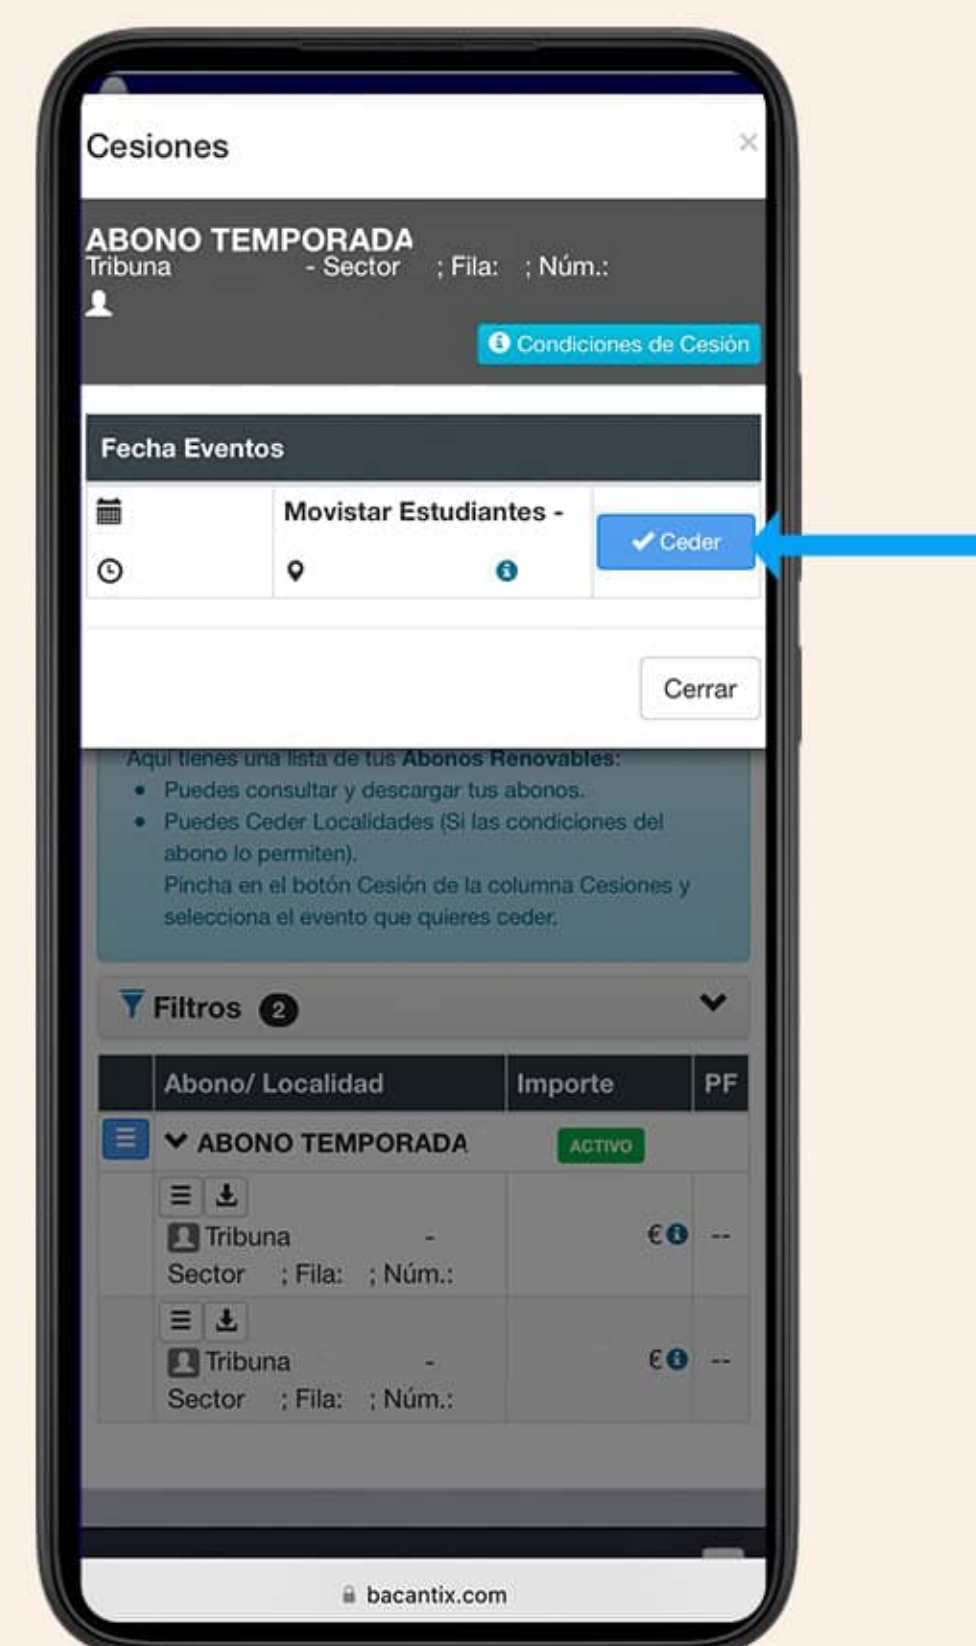 Cesiones ×
ABONO TEMPORADA
Tribuna - Sector ; Fila: ; Núm.:
Condiciones de Cesión
Fecha Eventos
Movistar Estudiantes -
Ceder
Cerrar
Aquí tienes una lista de tus Abonos Renovables:
• Puedes consultar y descargar tus abonos.
• Puedes Ceder Localidades (Si las condiciones del
abono lo permiten).
Pincha en el botón Cesión de la columna Cesiones y
selecciona el evento que quieres ceder.
Filtros 2
Abono/ Localidad Importe PF
ABONO TEMPORADA ACTIVO
Tribuna - € --
Sector ; Fila: ; Núm.:
Tribuna - € --
Sector ; Fila: ; Núm.:
bacantix.com